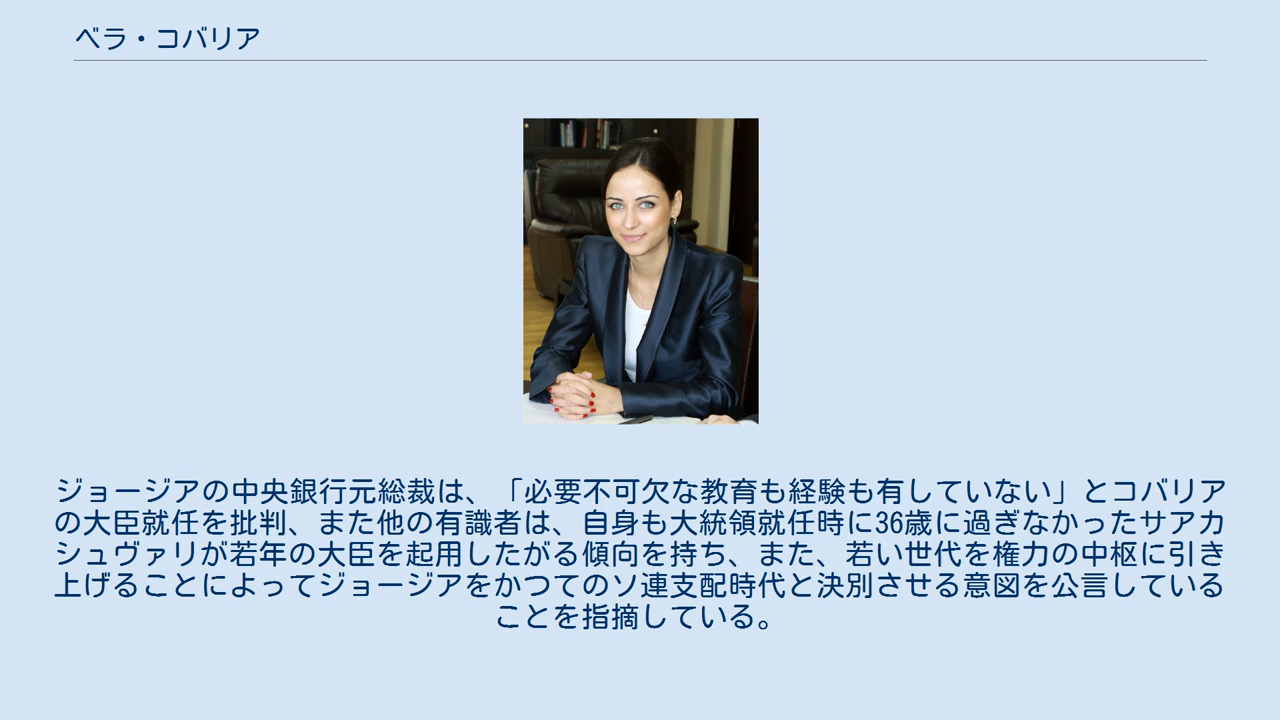 ベラ・コバリア
ジョージアの中央銀行元総裁は、「必要不可欠な教育も経験も有していない」とコバリア
の大臣就任を批判、また他の有識者は、自身も大統領就任時に36歳に過ぎなかったサアカ
シュヴァリが若年の大臣を起用したがる傾向を持ち、また、若い世代を権力の中枢に引き
上げることによってジョージアをかつてのソ連支配時代と決別させる意図を公言している
ことを指摘している。